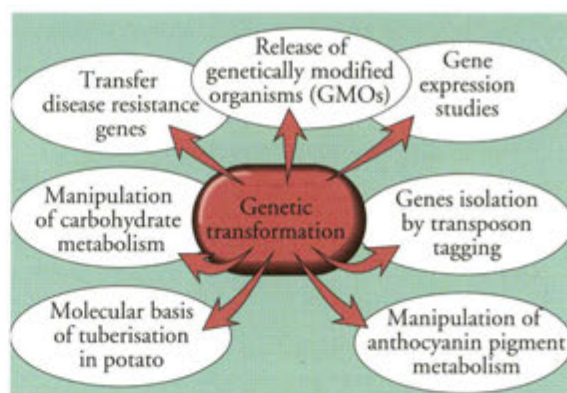 Release of
genetically modified
organisms (GMOs)
Transfer
disease resistance
genes
Gene
expression
studies
Manipulation
of carbohydrate
metabolism
Genetic
transformation
Genes isolation
by transposon
tagging
Molecular basis
of tuberisation
in potato
Manipulation of
anthocyanin pigment
metabolism